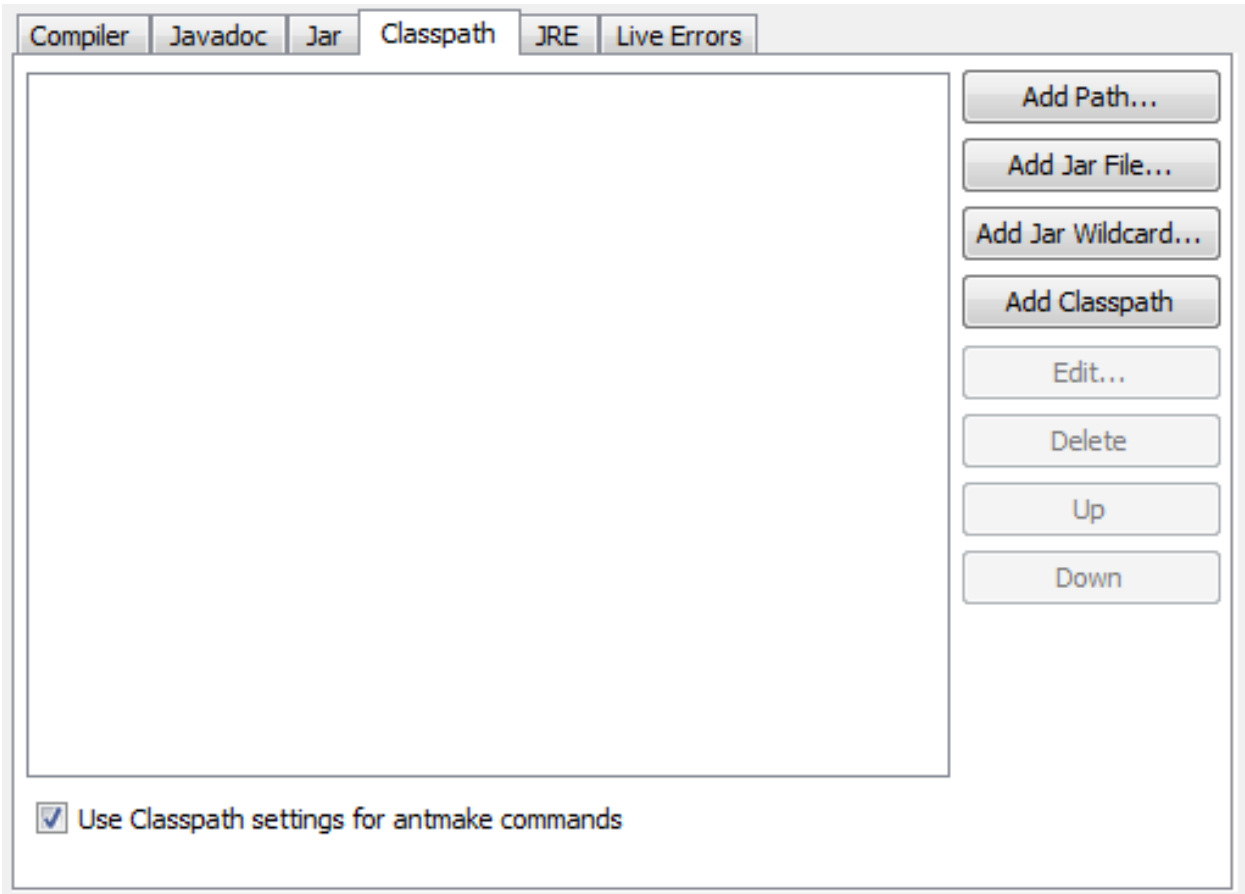 Compiler Javadoc Jar Classpath JRE Live Errors
Add Path...
Add Jar File...
Add Jar Wildcard...
Add Classpath
Edit...
Delete
Up
Down
Use Classpath settings for antmake commands